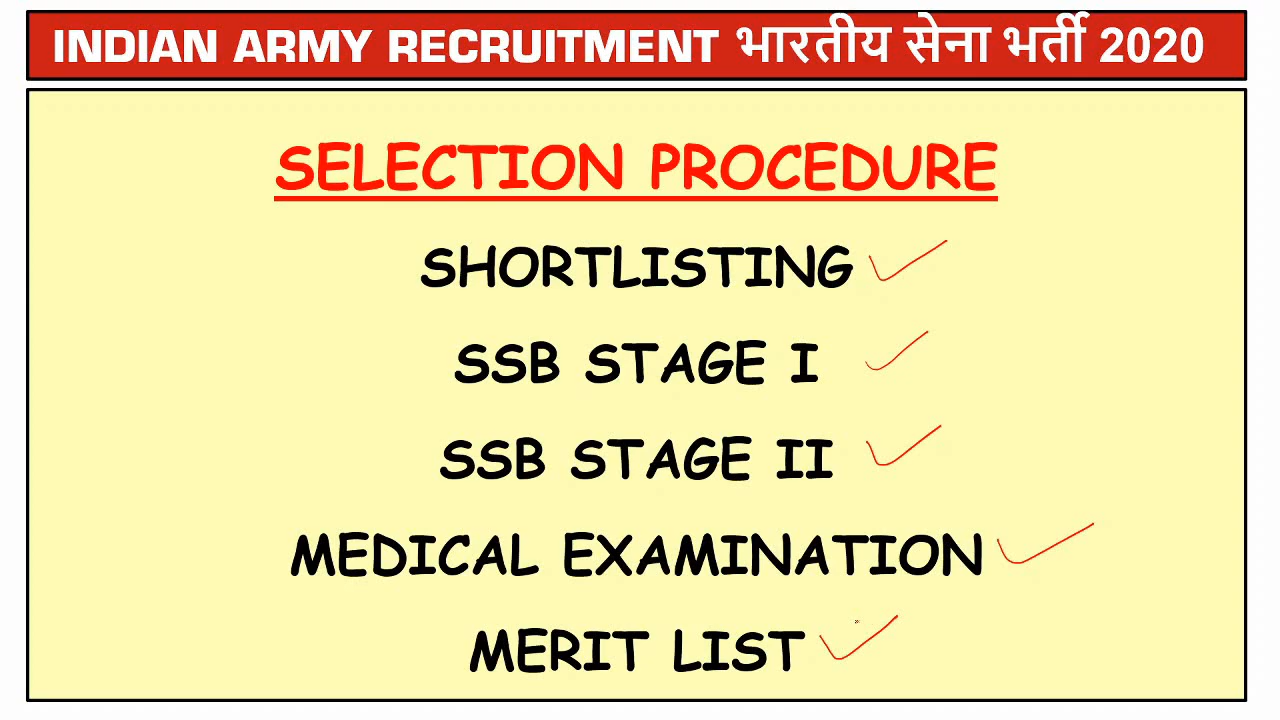 INDIAN ARMY RECRUITMENT भारतीय सेना भर्ती 2020
SELECTION PROCEDURE
SHORTLISTING
SSB STAGE I
SSB STAGE II
MEDICAL EXAMINATION
MERIT LIST